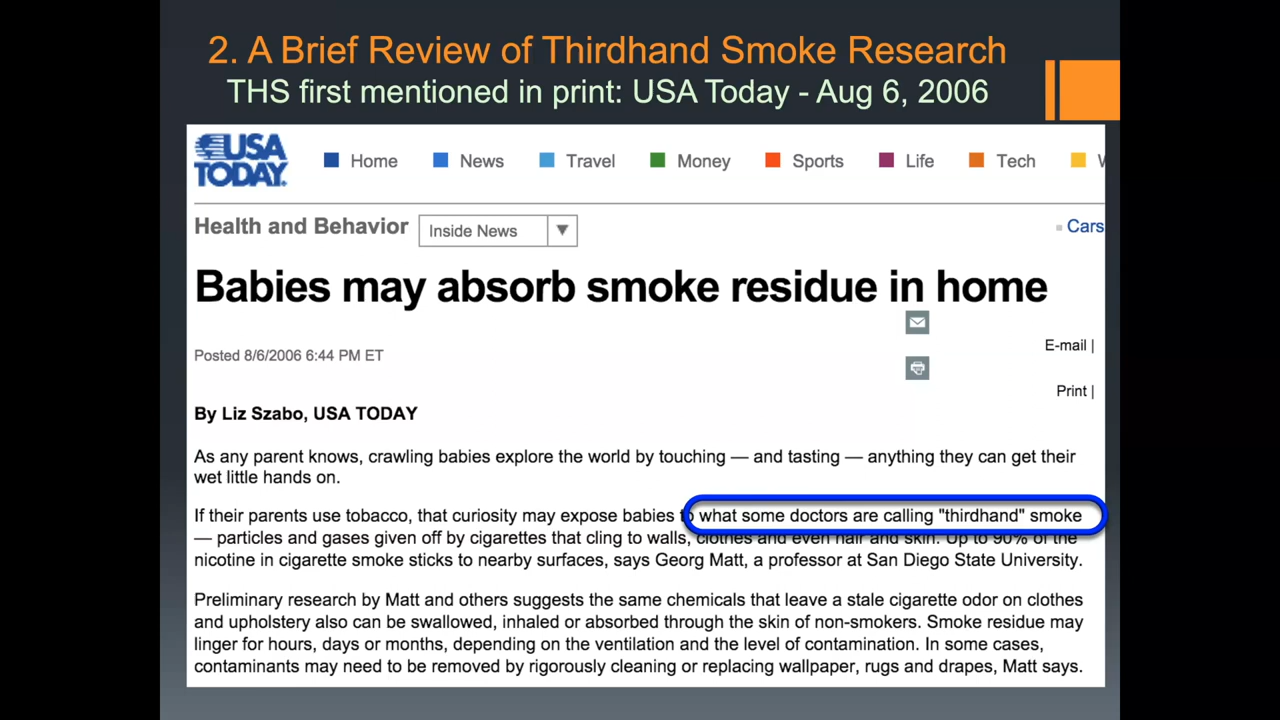 2. A Brief Review of Thirdhand Smoke Research
THS first mentioned in print: USA Today - Aug 6, 2006
USA TODAY.
Home News Travel Money Sports Life Tech
Health and Behavior Inside News Cars
Babies may absorb smoke residue in home
E-mail |
Posted 8/6/2006 6:44 PM ET
Print |
By Liz Szabo, USA TODAY
As any parent knows, crawling babies explore the world by touching — and tasting — anything they can get their
wet little hands on.
If their parents use tobacco, that curiosity may expose babies to what some doctors are calling "thirdhand" smoke
— particles and gases given off by cigarettes that cling to walls, clothes and even hair and skin. Up to 90% of the
nicotine in cigarette smoke sticks to nearby surfaces, says Georg Matt, a professor at San Diego State University.
Preliminary research by Matt and others suggests the same chemicals that leave a stale cigarette odor on clothes
and upholstery also can be swallowed, inhaled or absorbed through the skin of non-smokers. Smoke residue may
linger for hours, days or months, depending on the ventilation and the level of contamination. In some cases,
contaminants may need to be removed by rigorously cleaning or replacing wallpaper, rugs and drapes, Matt says.